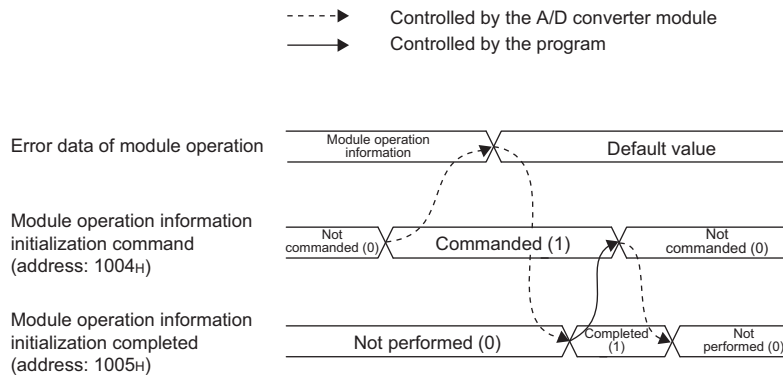 Controlled by the A/D converter module
Controlled by the program
Error data of module operation
Module operation
information
Default value
Module operation information
initialization command
(address: 1004H)
Not
commanded (0)
Commanded (1)
Not
commanded (0)
Module operation information
initialization completed
(address: 1005H)
Not performed (0)
Completed
(1)
Not
performed (0)